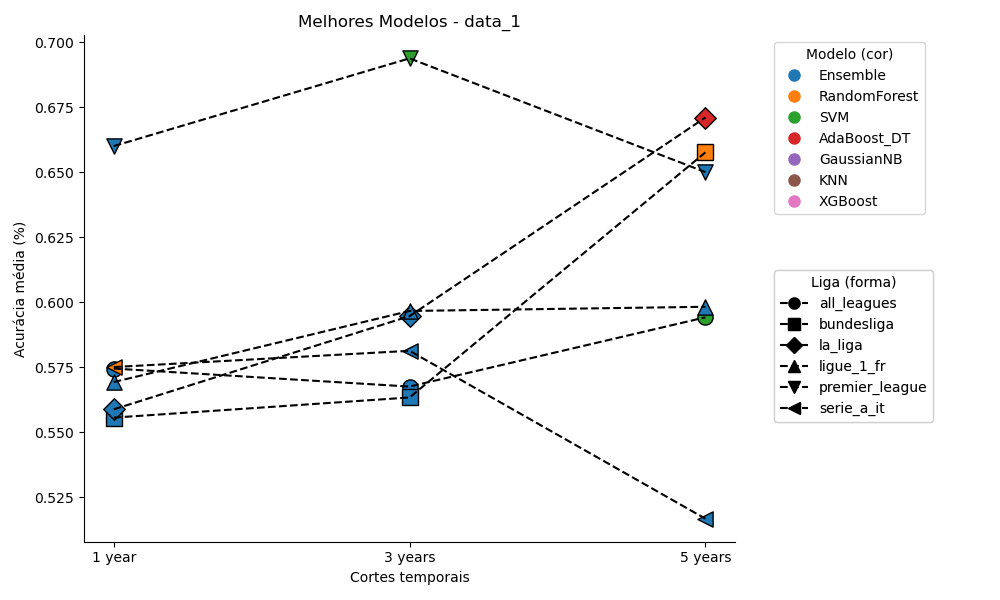 Melhores Modelos - data_1
Acurácia média (%)
0.700
0.675
0.650
0.625
0.600
0.575
0.550
0.525
1 year
3 years
5 years
Cortes temporais
Modelo (cor)
Ensemble
RandomForest
SVM
AdaBoost_DT
GaussianNB
KNN
XGBoost
Liga (forma)
all_leagues
bundesliga
la_liga
ligue_1_fr
premier_league
serie_a_it